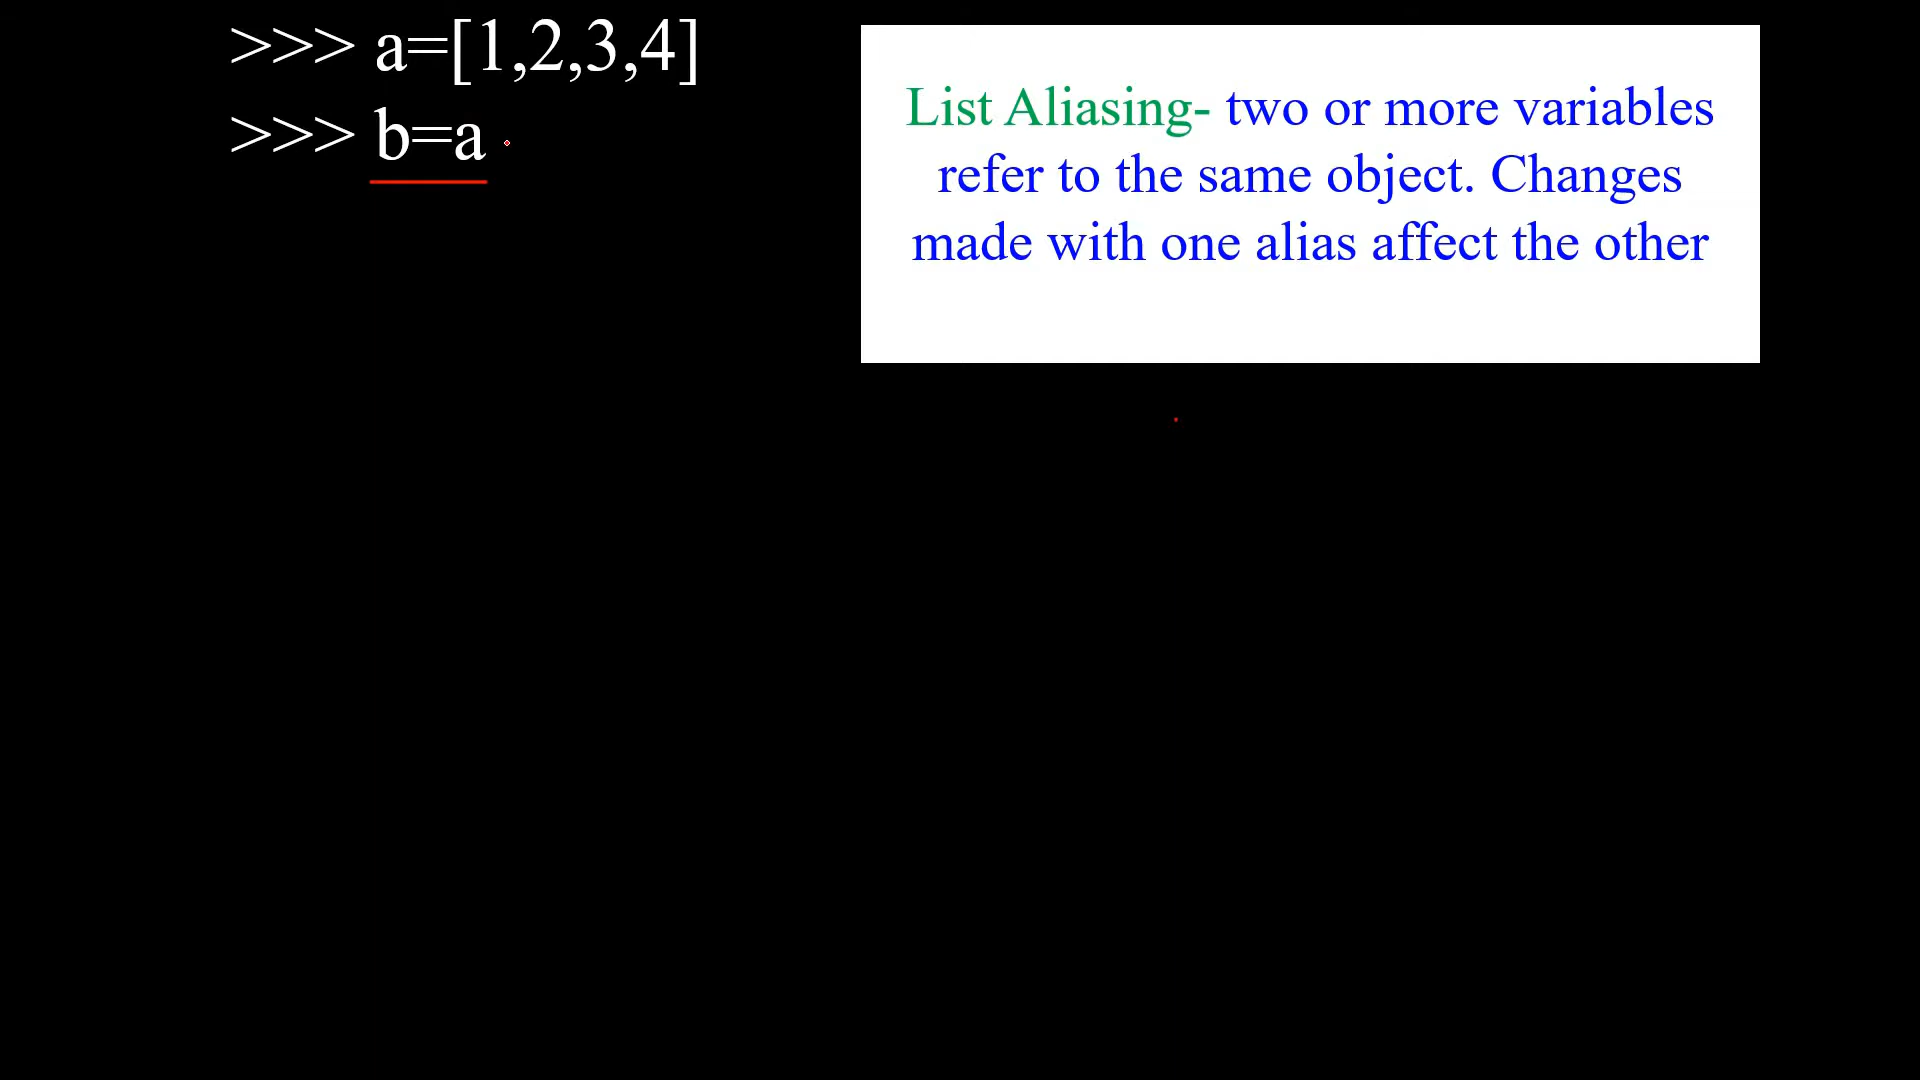 >>> a=[1,2,3,4]
>>> b=a
List Aliasing- two or more variables
refer to the same object. Changes
made with one alias affect the other